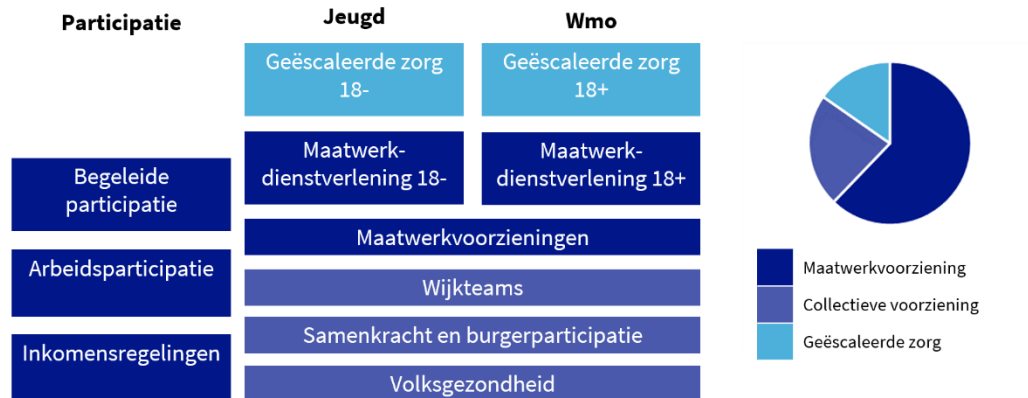 Participatie
Jeugd
Wmo
Geëscaleerde zorg
18-
Geëscaleerde zorg
18+
Maatwerk-
dienstverlening 18-
Maatwerk-
dienstverlening 18+
Begeleide
participatie
Maatwerkvoorzieningen
Arbeidsparticipatie
Wijkteams
Samenkracht en burgerparticipatie
Inkomensregelingen
Volksgezondheid
Maatwerkvoorziening
Collectieve voorziening
Geëscaleerde zorg